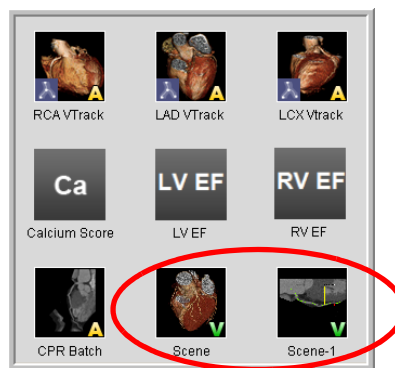 A A A
RCA VTrack LAD VTrack LCX Vtrack
Ca LV EF RV EF
Calcium Score LV EF RV EF
A V V
CPR Batch Scene Scene-1